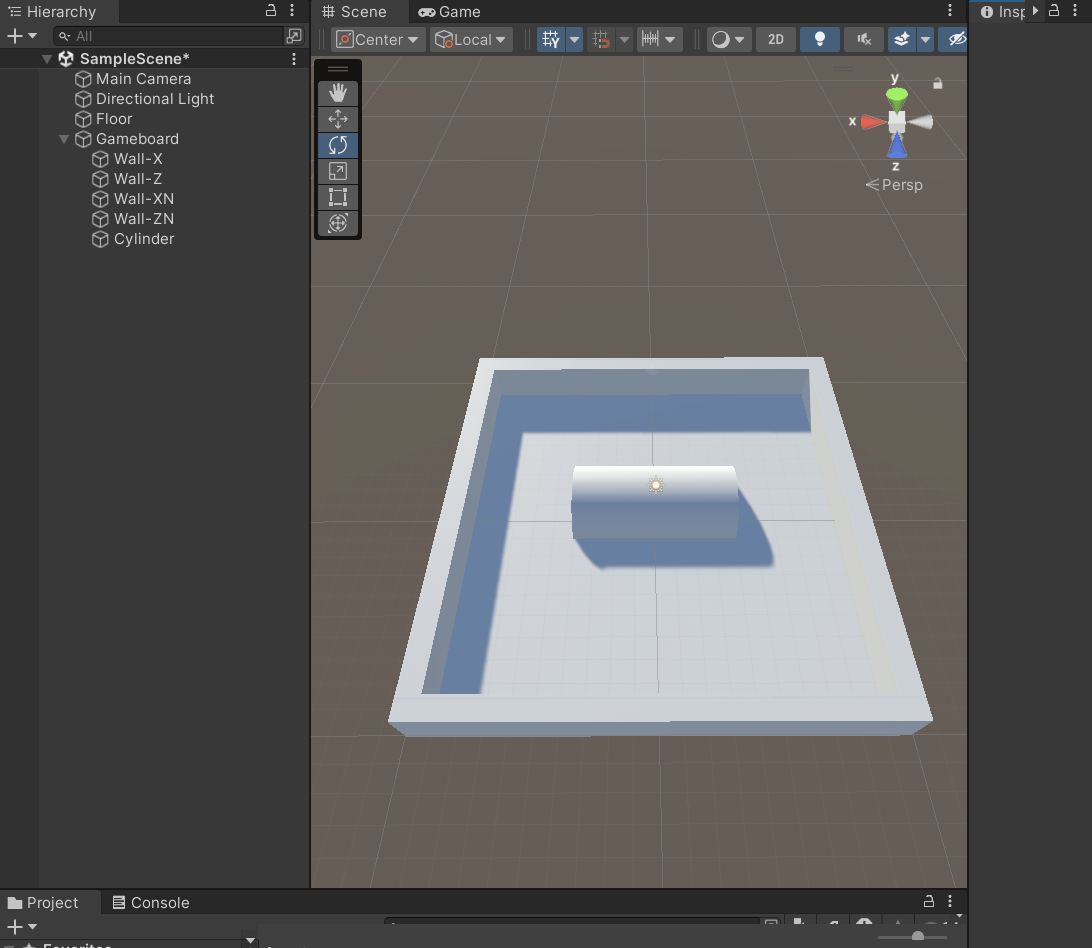 Hierarchy
All
SampleScene*
Main Camera
Directional Light
Floor
Gameboard
Wall-X
Wall-Z
Wall-XN
Wall-ZN
Cylinder
Scene
Game
Center
Local
2D
y
x
z
Persp
Insp
Project
Console
Favorites